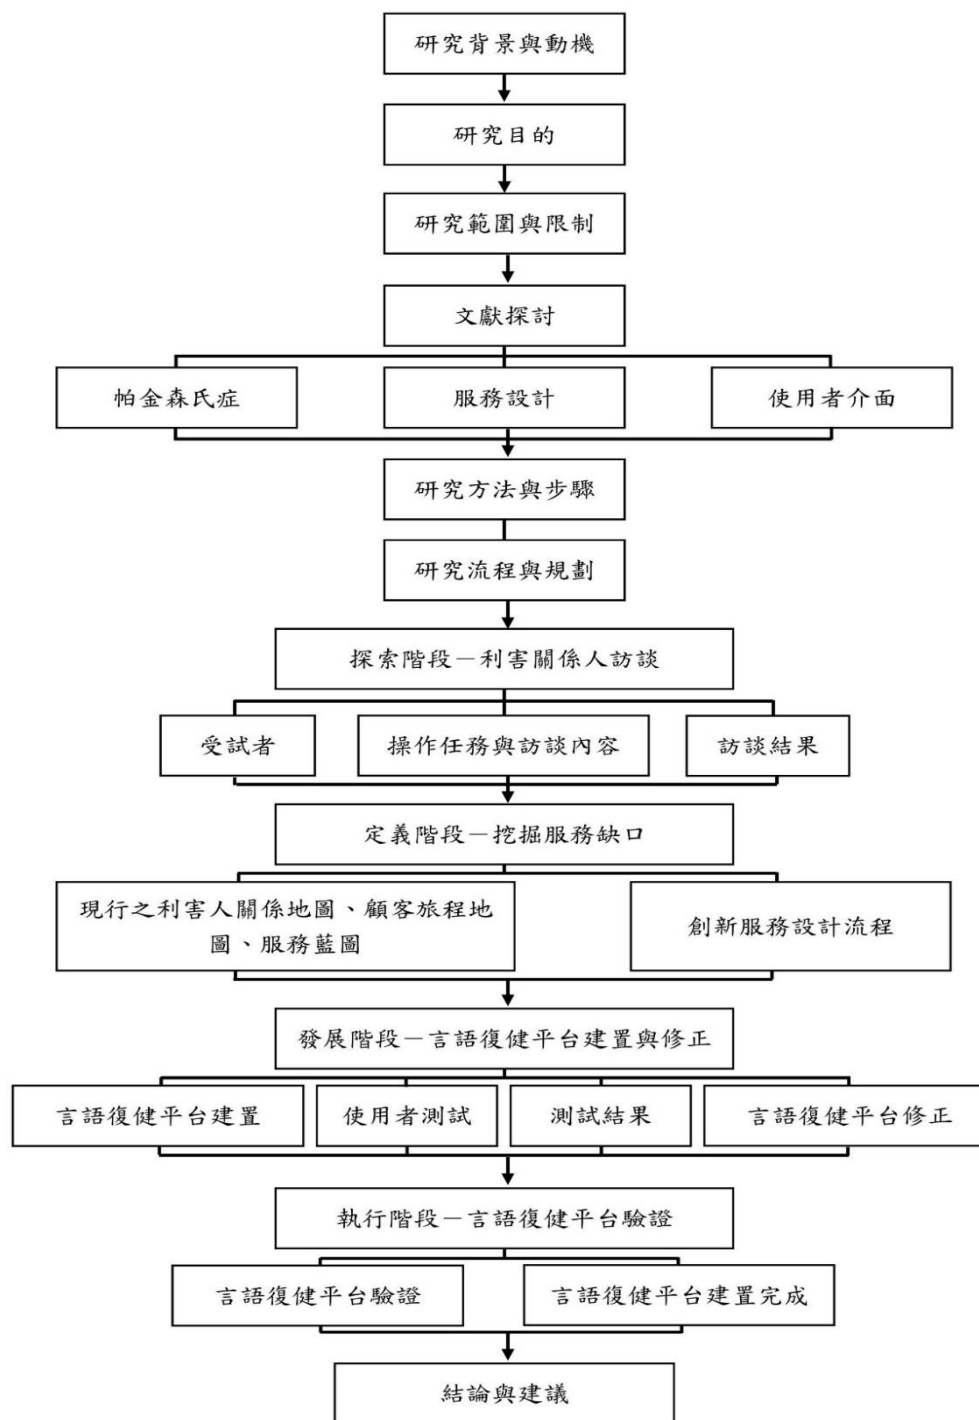 研究背景與動機
研究目的
研究範圍與限制
文獻探討
帕金森氏症
服務設計
使用者介面
研究方法與步驟
研究流程與規劃
探索階段－利害關係人訪談
受試者
操作任務與訪談內容
訪談結果
定義階段－挖掘服務缺口
現行之利害人關係地圖、顧客旅程地
圖、服務藍圖
創新服務設計流程
發展階段－言語復健平台建置與修正
言語復健平台建置
使用者測試
測試結果
言語復健平台修正
執行階段－言語復健平台驗證
言語復健平台驗證
言語復健平台建置完成
結論與建議